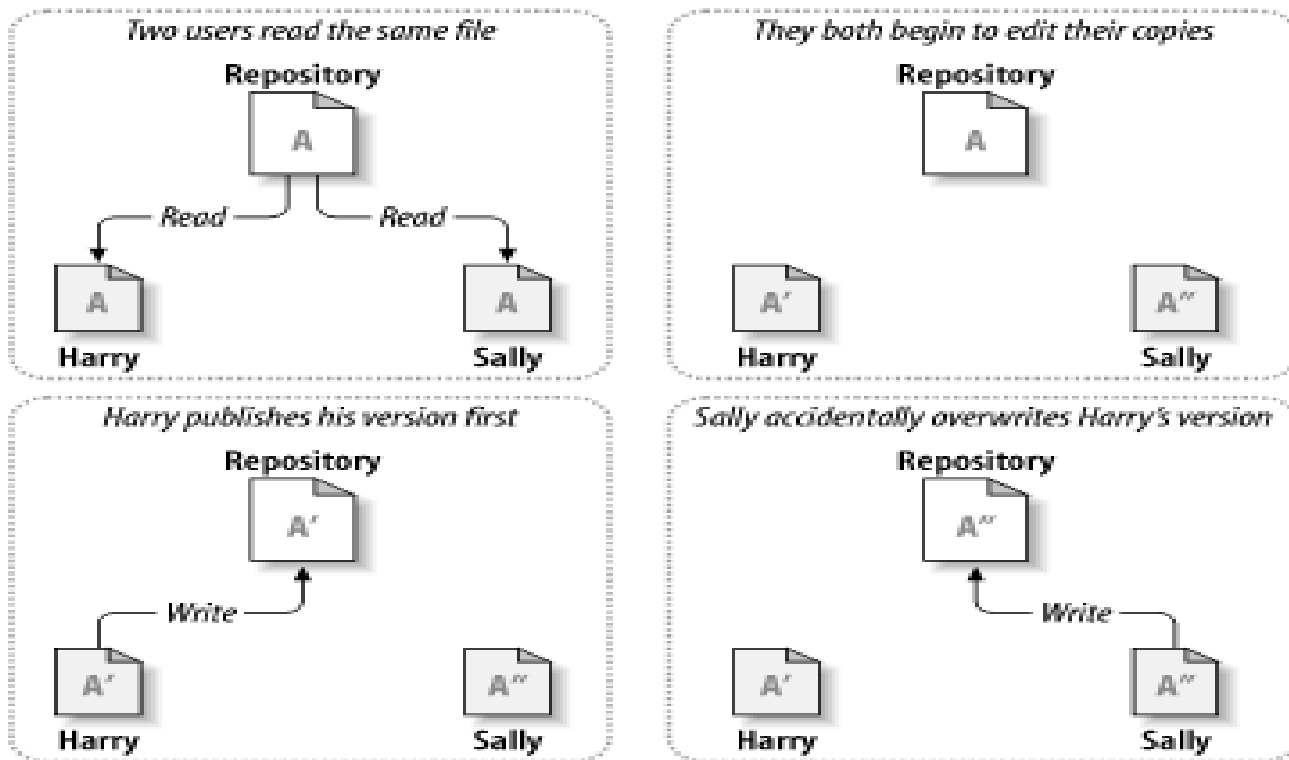 Two users read the same file
Repository
A
Read Read
A A
Harry Sally
They both begin to edit their copies
Repository
A
A′ A″
Harry Sally
Harry publishes his version first
Repository
A′
Write
A′ A″
Harry Sally
Sally accidentally overwrites Harry's version
Repository
A″
Write
A′ A″
Harry Sally